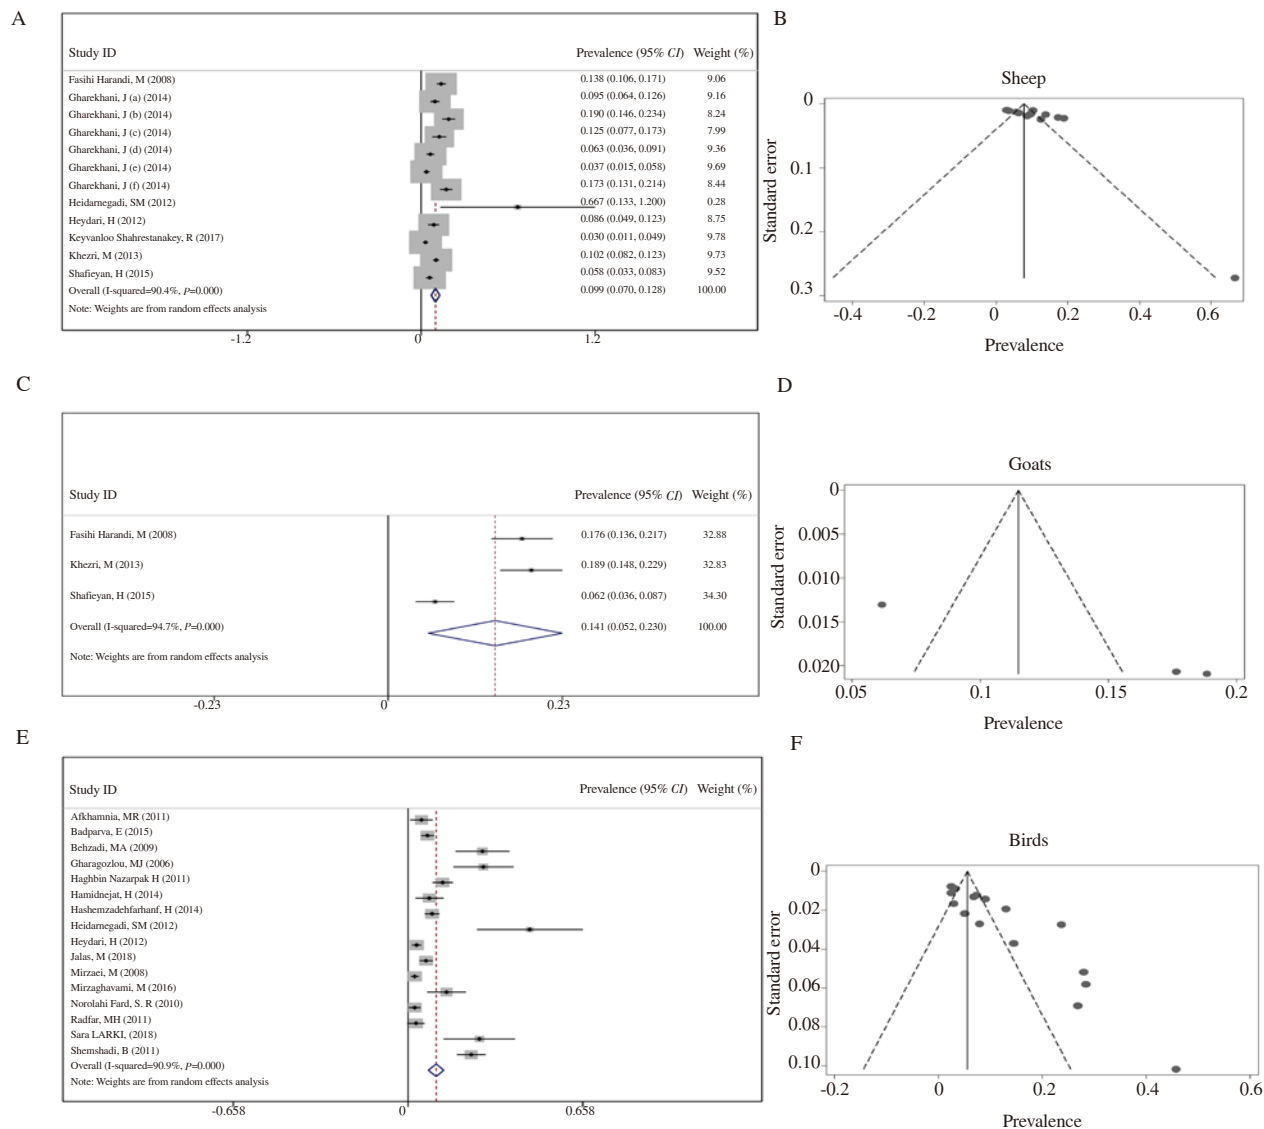 A
Study ID Prevalence (95% CI) Weight (%)
Fasihi Harandi, M (2008) 0.138 (0.106, 0.171) 9.06
Gharekhani, J (a) (2014) 0.095 (0.064, 0.126) 9.16
Gharekhani, J (b) (2014) 0.190 (0.146, 0.234) 8.24
Gharekhani, J (c) (2014) 0.125 (0.077, 0.173) 7.99
Gharekhani, J (d) (2014) 0.063 (0.036, 0.091) 9.36
Gharekhani, J (e) (2014) 0.037 (0.015, 0.058) 9.69
Gharekhani, J (f) (2014) 0.173 (0.131, 0.214) 8.44
Heidarnegadi, SM (2012) 0.667 (0.133, 1.200) 0.28
Heydari, H (2012) 0.086 (0.049, 0.123) 8.75
Keyvanloo Shahrestanakey, R (2017) 0.030 (0.011, 0.049) 9.78
Khezri, M (2013) 0.102 (0.082, 0.123) 9.73
Shafieyan, H (2015) 0.058 (0.033, 0.083) 9.52
Overall (I-squared=90.4%, P=0.000) 0.099 (0.070, 0.128) 100.00
Note: Weights are from random effects analysis
-1.2 0 1.2
B
Sheep
Standard error
0
0.1
0.2
0.3
-0.4 -0.2 0 0.2 0.4 0.6
Prevalence
C
Study ID Prevalence (95% CI) Weight (%)
Fasihi Harandi, M (2008) 0.176 (0.136, 0.217) 32.88
Khezri, M (2013) 0.189 (0.148, 0.229) 32.83
Shafieyan, H (2015) 0.062 (0.036, 0.087) 34.30
Overall (I-squared=94.7%, P=0.000) 0.141 (0.052, 0.230) 100.00
Note: Weights are from random effects analysis
-0.23 0 0.23
D
Goats
Standard error
0
0.005
0.010
0.015
0.020
0.05 0.1 0.15 0.2
Prevalence
E
Study ID Prevalence (95% CI) Weight (%)
Afkhamnia, MR (2011)
Badparva, E (2015)
Behzadi, MA (2009)
Gharagozlou, MJ (2006)
Haghbin Nazarpak H (2011)
Hamidnejat, H (2014)
Hashemzadehfarhanf, H (2014)
Heidarnegadi, SM (2012)
Heydari, H (2012)
Jalas, M (2018)
Mirzaei, M (2008)
Mirzaghavami, M (2016)
Norolahi Fard, S. R (2010)
Radfar, MH (2011)
Sara LARKI, (2018)
Shemshadi, B (2011)
Overall (I-squared=90.9%, P=0.000)
Note: Weights are from random effects analysis
-0.658 0 0.658
F
Birds
Standard error
0
0.02
0.04
0.06
0.08
0.10
-0.2 0 0.2 0.4 0.6
Prevalence